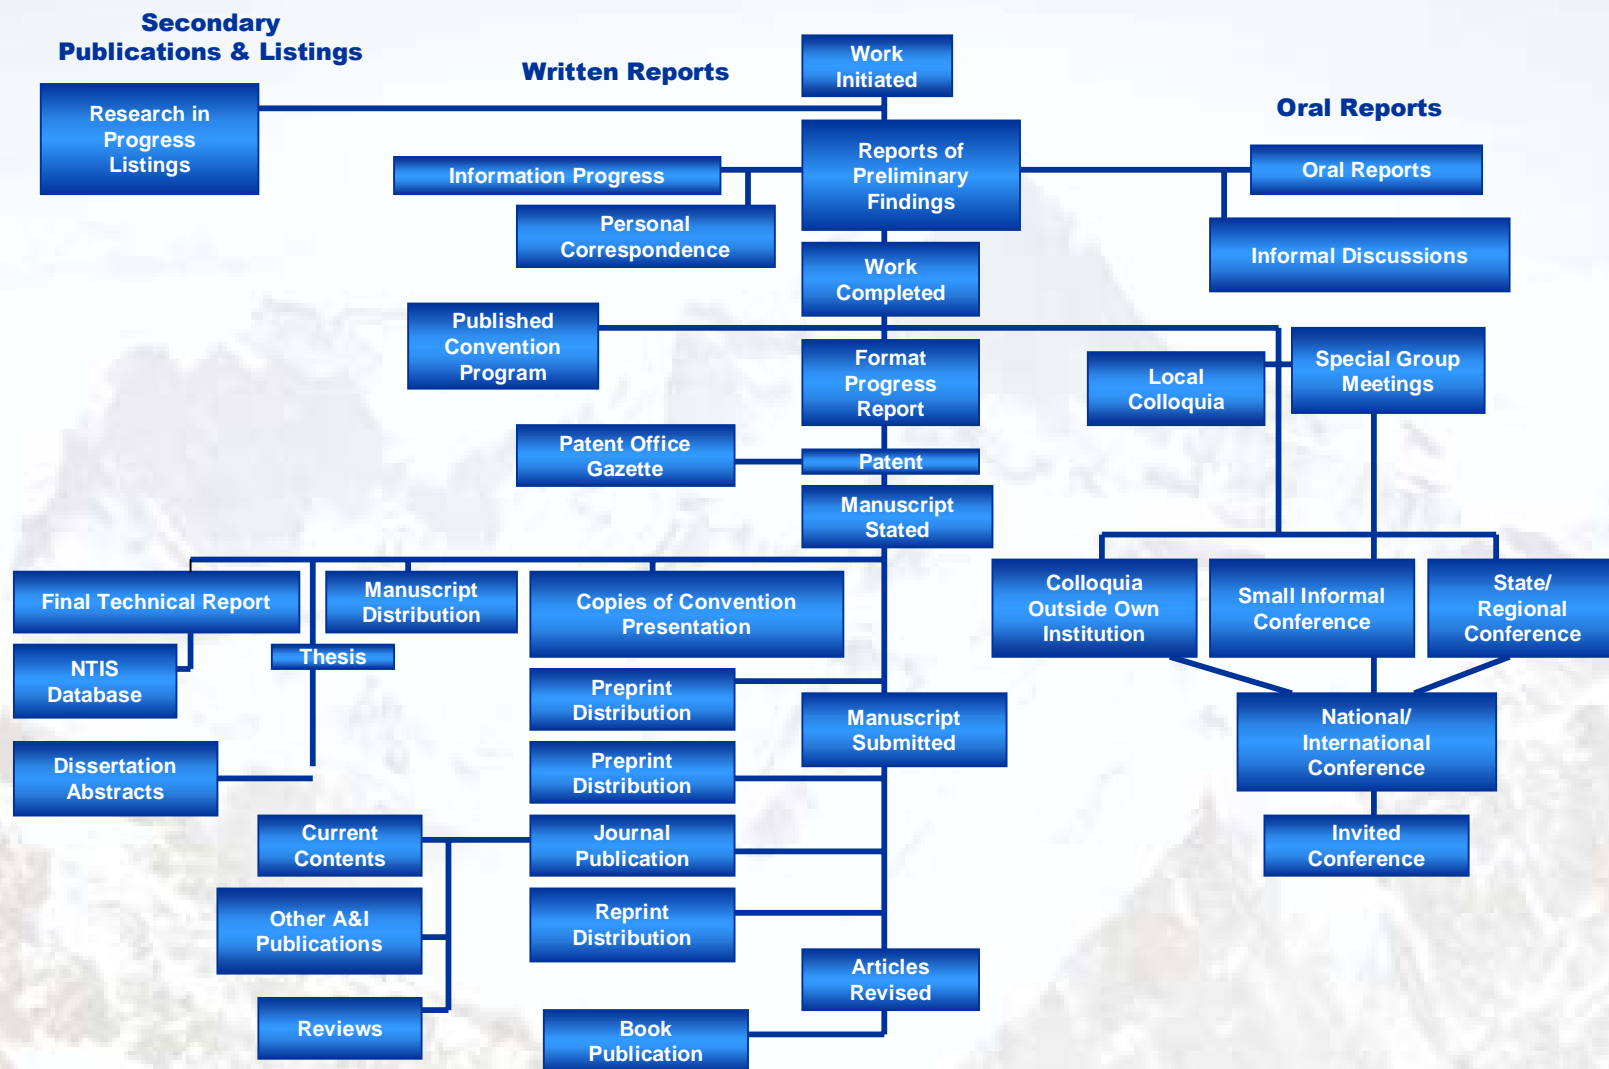 Secondary
Publications & Listings
Written Reports
Oral Reports
Work
Initiated
Research in
Progress
Listings
Reports of
Preliminary
Findings
Information Progress
Personal
Correspondence
Oral Reports
Informal Discussions
Work
Completed
Published
Convention
Program
Format
Progress
Report
Local
Colloquia
Special Group
Meetings
Patent Office
Gazette
Patent
Manuscript
Stated
Final Technical Report
Manuscript
Distribution
Copies of Convention
Presentation
Colloquia
Outside Own
Institution
Small Informal
Conference
State/
Regional
Conference
NTIS
Database
Thesis
Preprint
Distribution
Manuscript
Submitted
National/
International
Conference
Dissertation
Abstracts
Preprint
Distribution
Current
Contents
Journal
Publication
Invited
Conference
Other A&I
Publications
Reprint
Distribution
Articles
Revised
Reviews
Book
Publication